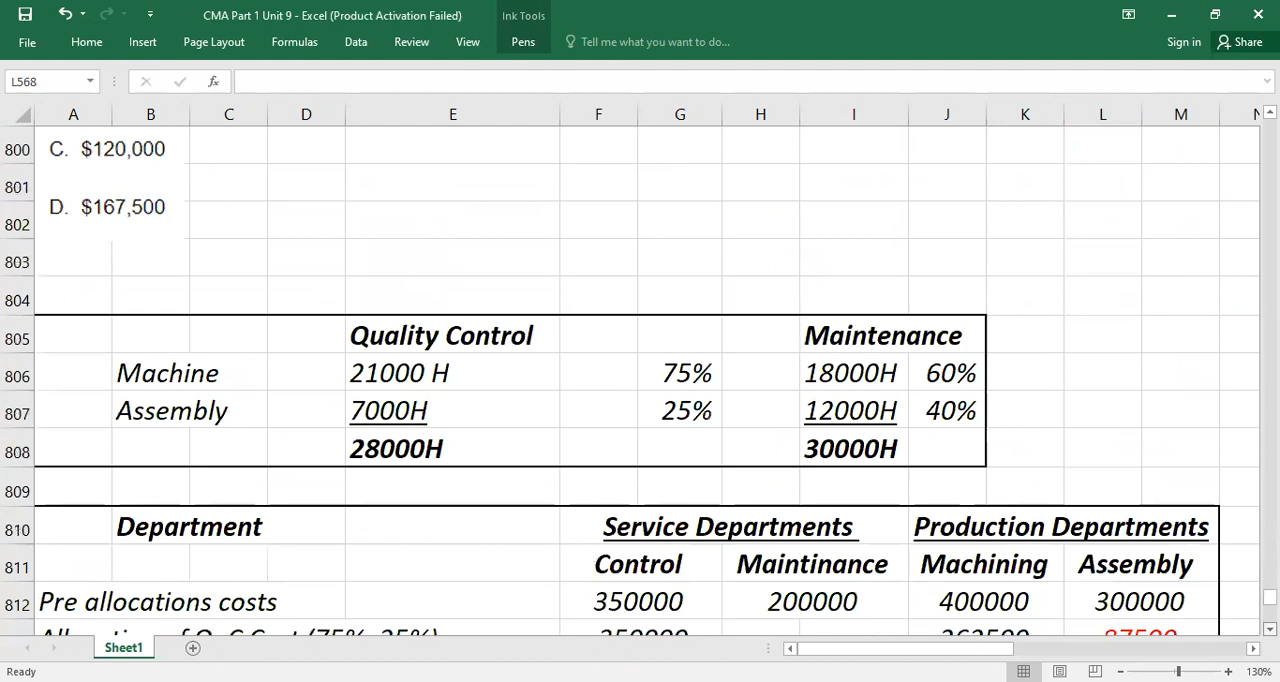 CMA Part 1 Unit 9 - Excel (Product Activation Failed)
Ink Tools
File Home Insert Page Layout Formulas Data Review View Pens Tell me what you want to do... Sign in Share
L568 fx
A B C D E F G H I J K L M N
800 C. $120,000
801
D. $167,500
802
803
804
805 Quality Control Maintenance
806 Machine 21000 H 75% 18000H 60%
807 Assembly 7000H 25% 12000H 40%
808 28000H 30000H
809
810 Department Service Departments Production Departments
811 Control Maintinance Machining Assembly
812 Pre allocations costs 350000 200000 400000 300000
Sheet1
Ready 130%